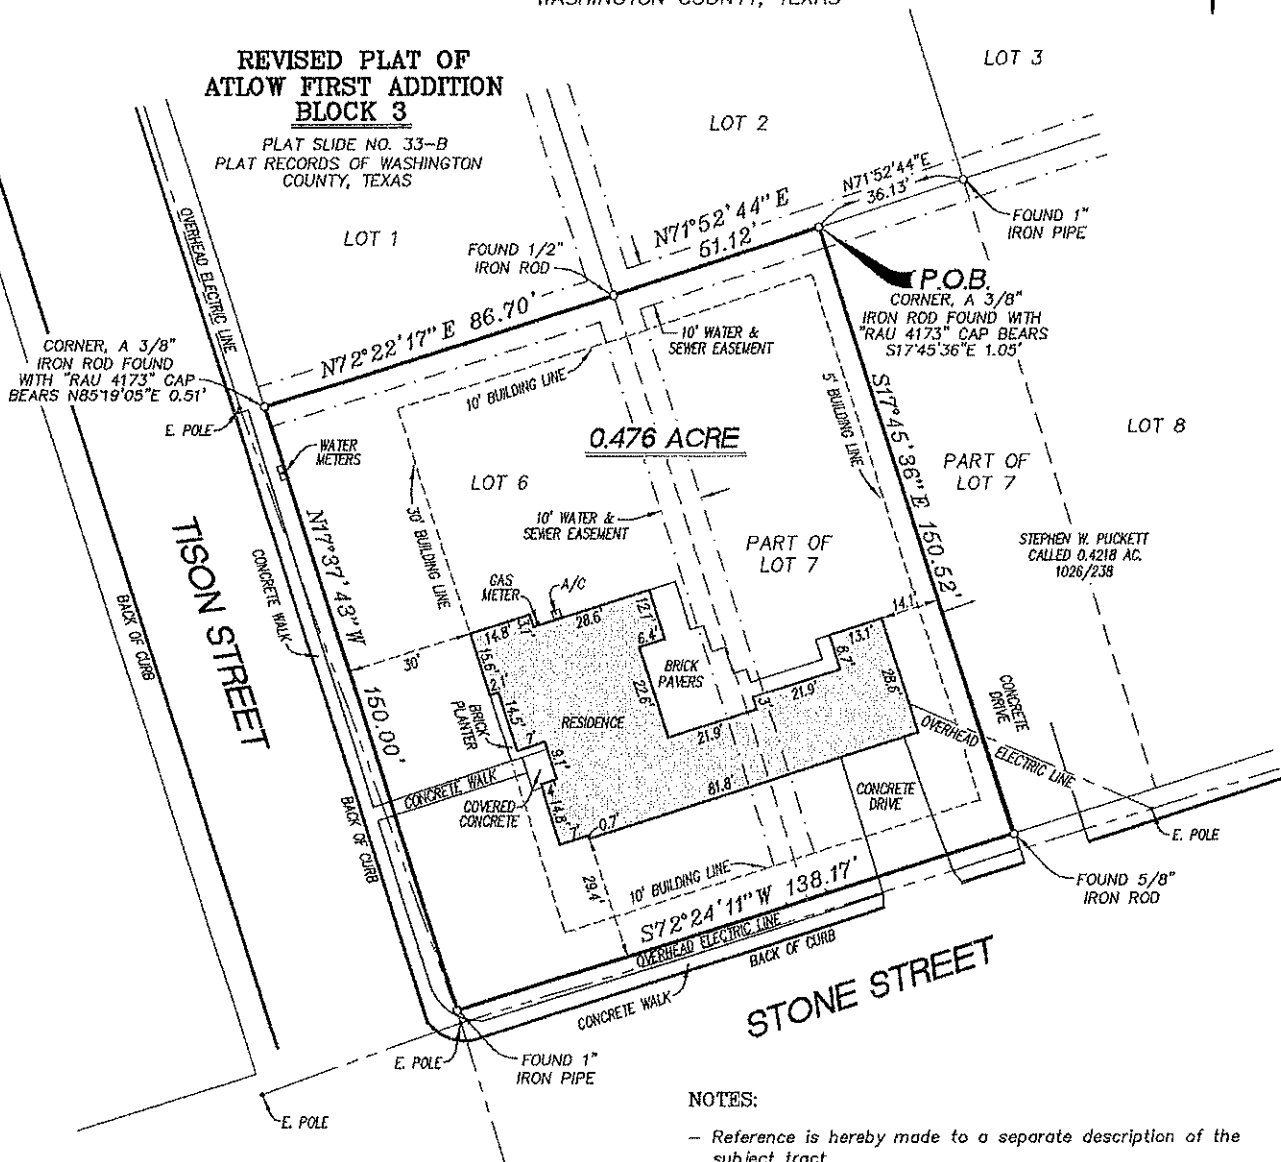 WASHINGTON COUNTY, TEXAS
REVISED PLAT OF
ATLOW FIRST ADDITION
BLOCK 3
PLAT SLIDE NO. 33-B
PLAT RECORDS OF WASHINGTON
COUNTY, TEXAS
LOT 3
LOT 2
LOT 1
N71°52'44"E
36.13'
FOUND 1"
IRON PIPE
N71°52'44" E
51.12'
FOUND 1/2"
IRON ROD
P.O.B.
CORNER, A 3/8"
IRON ROD FOUND WITH
"RAU 4173" CAP BEARS
S17°45'36"E 1.05'
OVERHEAD ELECTRIC LINE
N72°22'17" E 86.70'
CORNER, A 3/8"
IRON ROD FOUND
WITH "RAU 4173" CAP
BEARS N85°19'05"E 0.51'
E. POLE
WATER
METERS
10' BUILDING LINE
10' WATER &
SEWER EASEMENT
5' BUILDING LINE
S17°45'36" E 150.52'
0.476 ACRE
LOT 8
PART OF
LOT 7
LOT 6
30' BUILDING LINE
10' WATER &
SEWER EASEMENT
PART OF
LOT 7
STEPHEN W. PUCKETT
CALLED 0.4218 AC.
1026/238
TISON STREET
N17°37'43" W
150.00'
CONCRETE WALK
BACK OF CURB
GAS
METER
A/C
14.8'
3.1'
28.6'
12.1'
6.4'
13.1'
14.1'
30'
15.6'
2'
14.5'
7'
22.6'
BRICK
PAVERS
8.7'
28.6'
BRICK
PLANTER
RESIDENCE
21.9'
3'
21.9'
9.1'
CONCRETE
DRIVE
OVERHEAD
ELECTRIC LINE
CONCRETE WALK
COVERED
CONCRETE
4'
14.8'
7'
0.7'
81.8'
CONCRETE
DRIVE
E. POLE
BACK OF CURB
29.4'
10' BUILDING LINE
S72°24'11" W 138.17'
FOUND 5/8"
IRON ROD
OVERHEAD ELECTRIC LINE
BACK OF CURB
CONCRETE WALK
STONE STREET
E. POLE
FOUND 1"
IRON PIPE
E. POLE
NOTES:
– Reference is hereby made to a separate description of the
subject tract